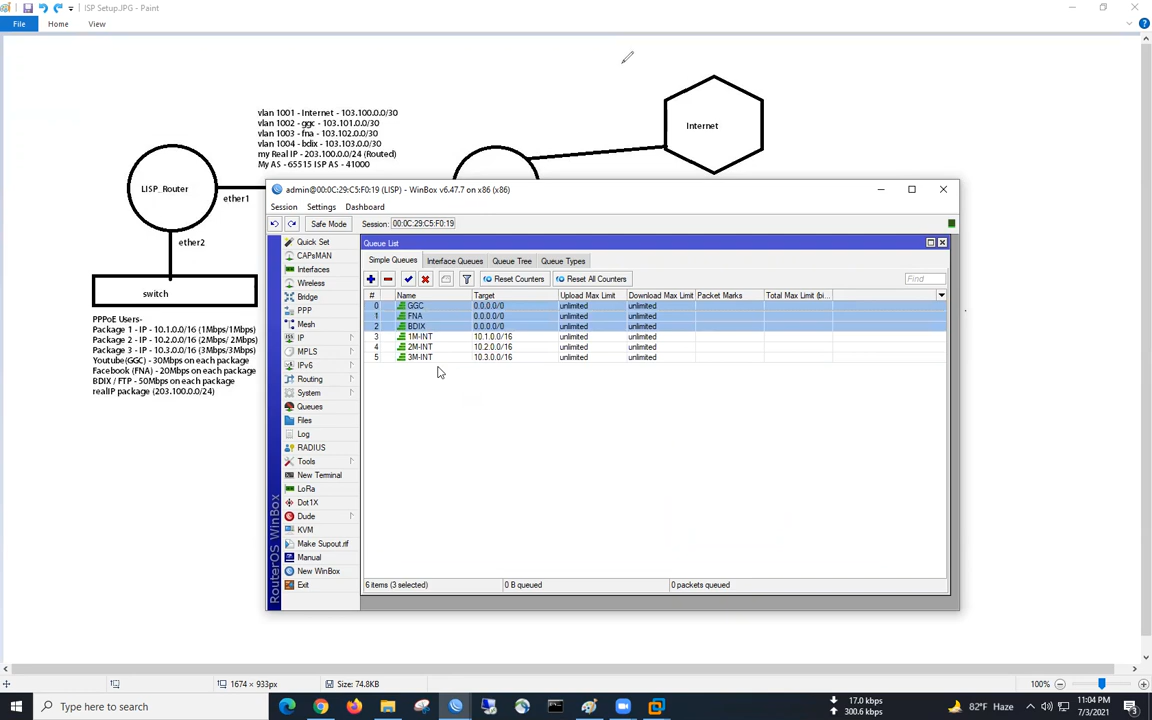 ISP Setup.JPG - Paint
File
Home
View
vlan 1001 - Internet - 103.100.0.0/30
vlan 1002 - ggc - 103.101.0.0/30
vlan 1003 - fna - 103.102.0.0/30
vlan 1004 - bdix - 103.103.0.0/30
my Real IP - 203.100.0.0/24 (Routed)
My AS - 65515 ISP AS - 41000
Internet
LISP_Router
ether1
ether2
switch
PPPoE Users-
Package 1 - IP - 10.1.0.0/16 (1Mbps/1Mbps)
Package 2 - IP - 10.2.0.0/16 (2Mbps/ 2Mbps)
Package 3 - IP - 10.3.0.0/16 (3Mbps/3Mbps)
Youtube(GGC) - 30Mbps on each package
Facebook (FNA) - 20Mbps on each package
BDIX / FTP - 50Mbps on each package
realIP package (203.100.0.0/24)
admin@00:0C:29:C5:F0:19 (LISP) - WinBox v6.47.7 on x86 (x86)
Session Settings Dashboard
Safe Mode Session: 00:0C:29:C5:F0:19
Quick Set
CAPsMAN
Interfaces
Wireless
Bridge
PPP
Mesh
IP
MPLS
IPv6
Routing
System
Queues
Files
Log
RADIUS
Tools
New Terminal
LoRa
Dot1X
Dude
KVM
Make Supout.rif
Manual
New WinBox
Exit
RouterOS WinBox
Queue List
Simple Queues Interface Queues Queue Tree Queue Types
Reset Counters Reset All Counters Find
# Name Target Upload Max Limit Download Max Limit Packet Marks Total Max Limit (bi...
0 GGC 0.0.0.0/0 unlimited unlimited
1 FNA 0.0.0.0/0 unlimited unlimited
2 BDIX 0.0.0.0/0 unlimited unlimited
3 1M-INT 10.1.0.0/16 unlimited unlimited
4 2M-INT 10.2.0.0/16 unlimited unlimited
5 3M-INT 10.3.0.0/16 unlimited unlimited
6 items (3 selected) 0 B queued 0 packets queued
1674 × 933px Size: 74.8KB 100%
Type here to search
17.0 kbps
300.6 kbps
82°F Haze
11:04 PM
7/3/2021
3